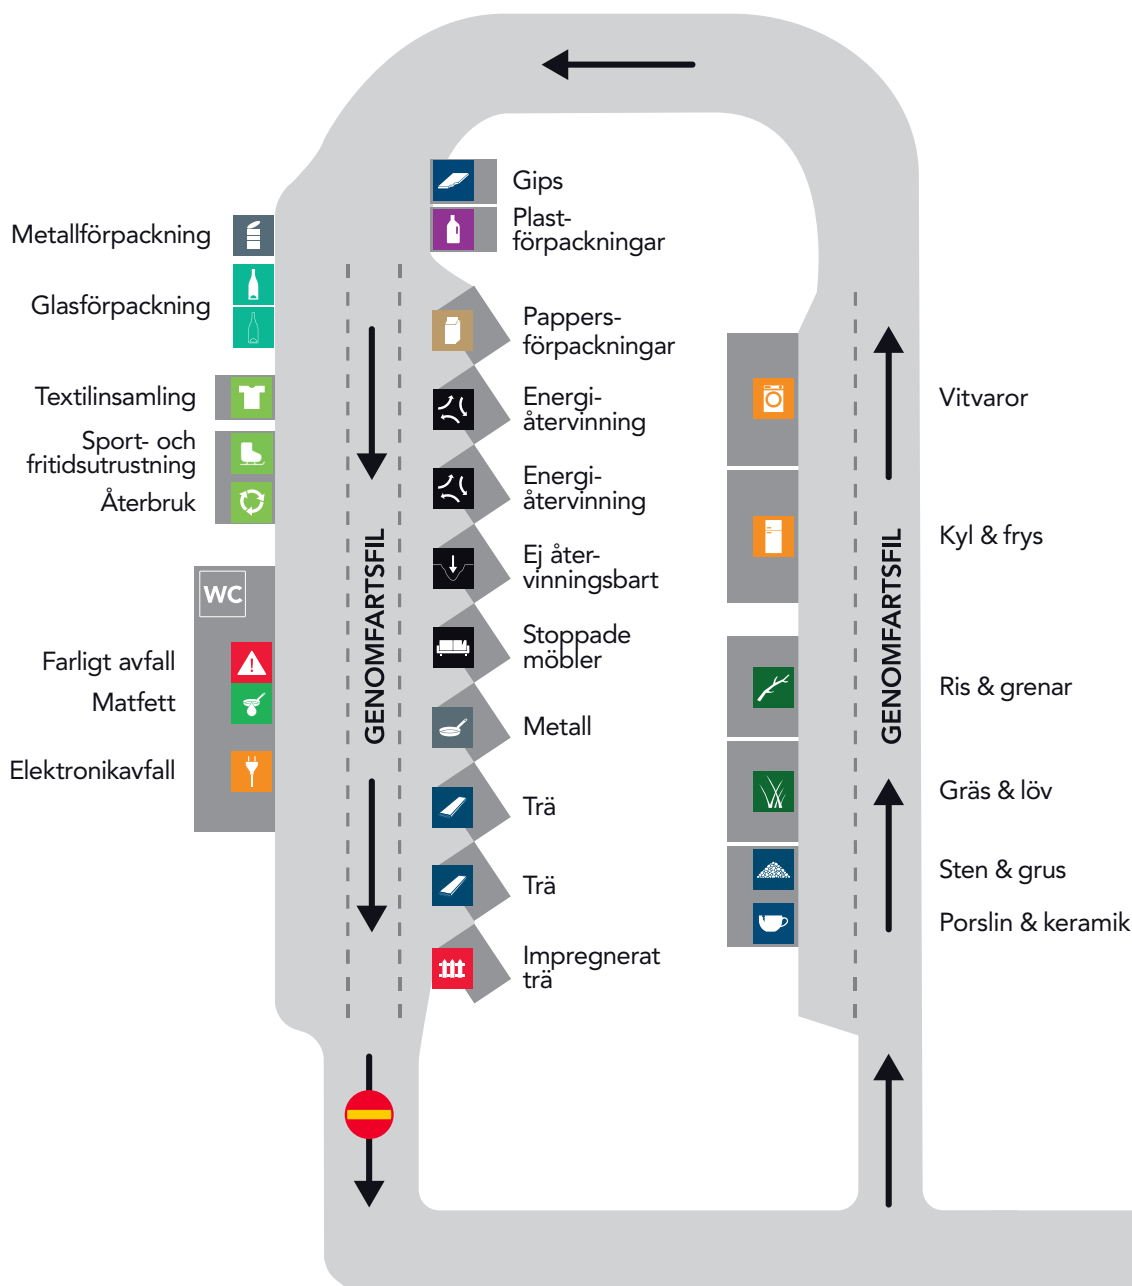 Gips
Plast-
förpackningar
Metallförpackning
Glasförpackning
Textilinsamling
Sport- och
fritidsutrustning
Återbruk
WC
Farligt avfall
Matfett
Elektronikavfall
GENOMFARTSFIL
Pappers-
förpackningar
Energi-
återvinning
Energi-
återvinning
Ej åter-
vinningsbart
Stoppade
möbler
Metall
Trä
Trä
Impregnerat
trä
GENOMFARTSFIL
Vitvaror
Kyl & frys
Ris & grenar
Gräs & löv
Sten & grus
Porslin & keramik